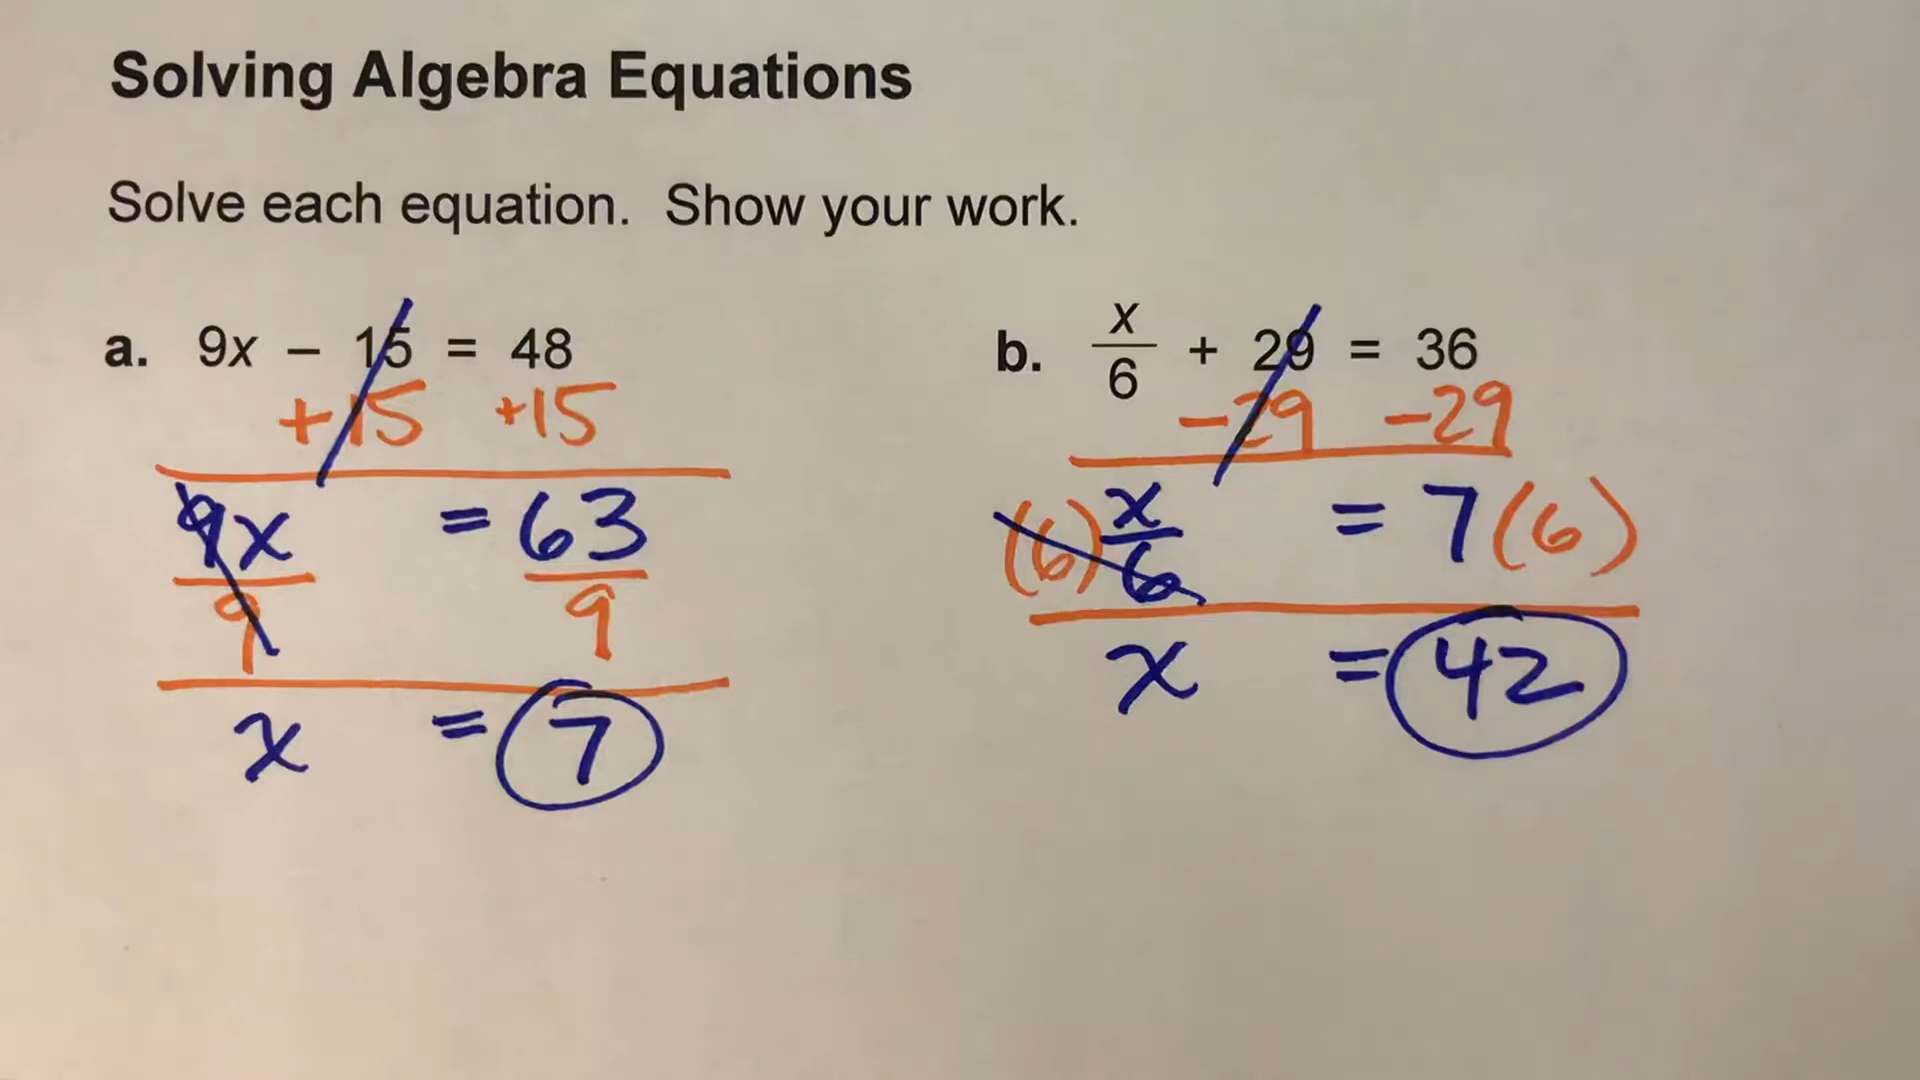 Solving Algebra Equations
Solve each equation. Show your work.
a. 9x – 15 = 48
+15 +15
9x = 63
9 9
x = 7
b. x/6 + 29 = 36
-29 -29
(6) x/6 = 7(6)
x = 42